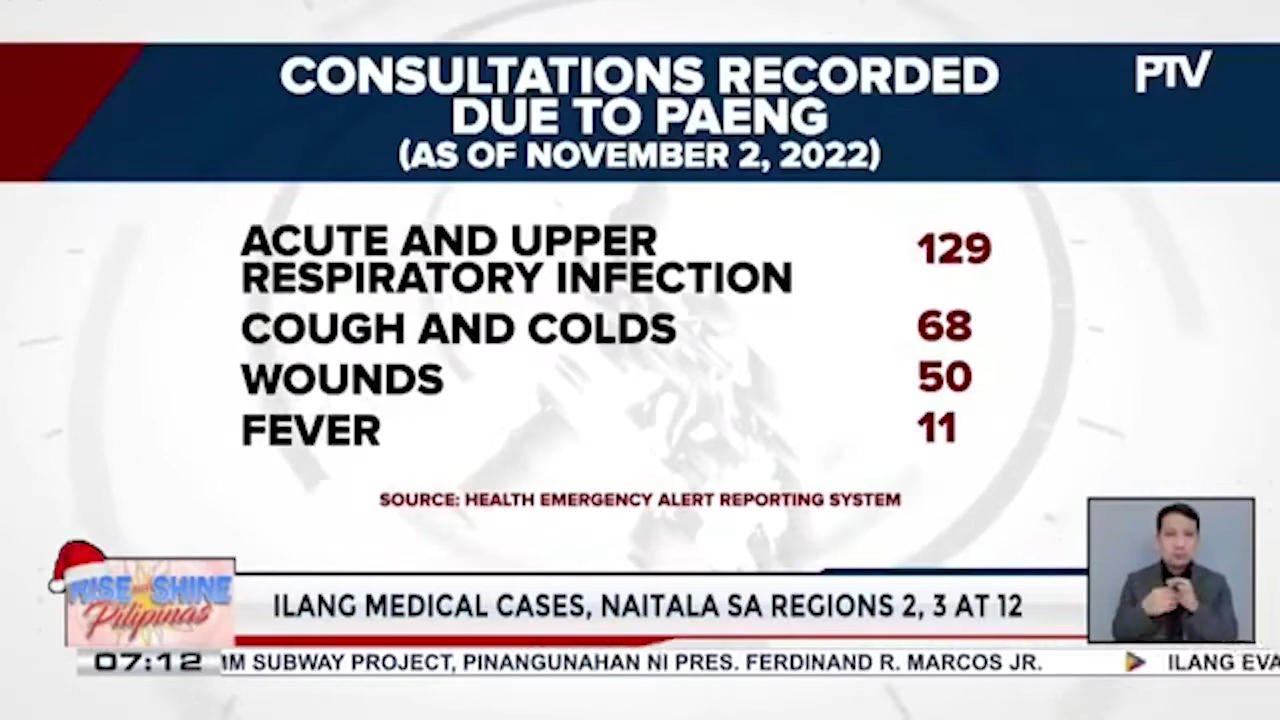 CONSULTATIONS RECORDED
DUE TO PAENG
(AS OF NOVEMBER 2, 2022)
PTV
ACUTE AND UPPER
RESPIRATORY INFECTION
129
COUGH AND COLDS 68
WOUNDS 50
FEVER 11
SOURCE: HEALTH EMERGENCY ALERT REPORTING SYSTEM
RISE AND SHINE
Pilipinas
ILANG MEDICAL CASES, NAITALA SA REGIONS 2, 3 AT 12
07:12
SUBWAY PROJECT, PINANGUNAHAN NI PRES. FERDINAND R. MARCOS JR. ILANG